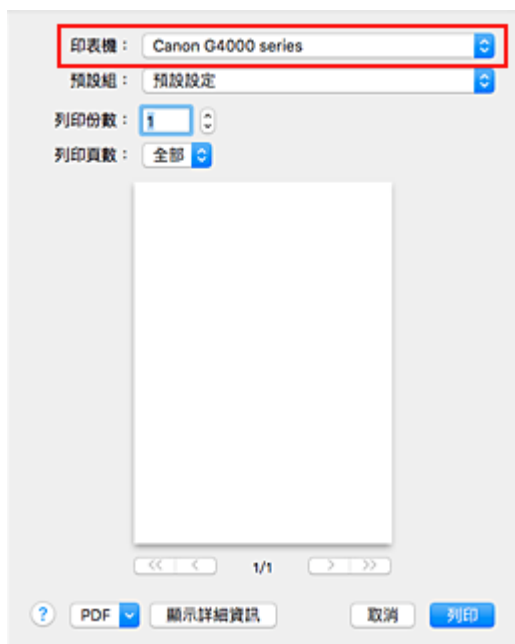 印表機： Canon G4000 series
預設組： 預設設定
列印份數： 1
列印頁數： 全部
<< < 1/1 > >>
? PDF 顯示詳細資訊 取消 列印